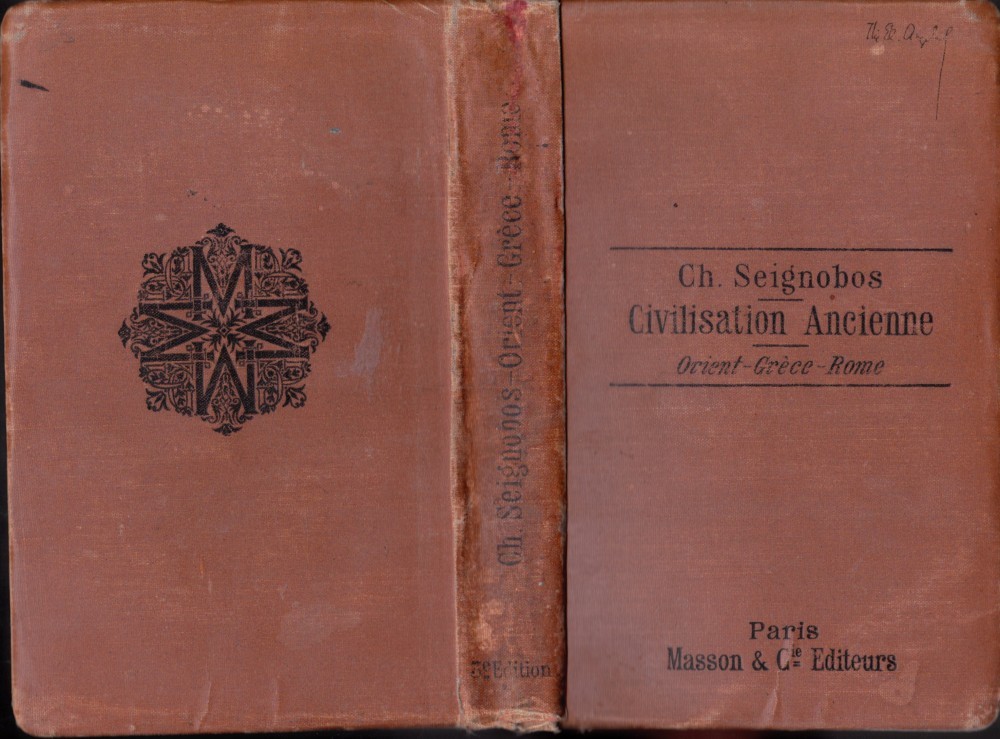 Ch. Seignobos
Civilisation Ancienne
Orient-Grèce-Rome
Paris
Masson & Cie Editeurs
Ch. Seignobos-Orient-Grèce-Rome
Edition